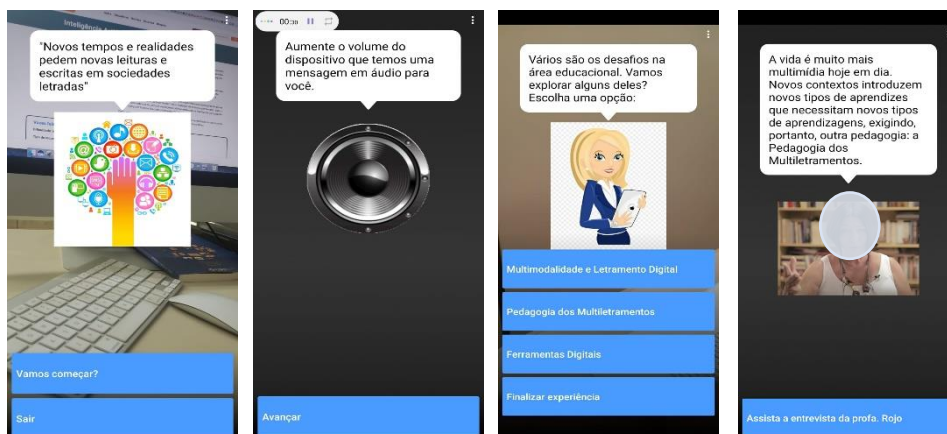 "Novos tempos e realidades
pedem novas leituras e
escritas em sociedades
letradas"
Vamos começar?
Sair
Aumente o volume do
dispositivo que temos uma
mensagem em áudio para
você.
Avançar
Vários são os desafios na
área educacional. Vamos
explorar alguns deles?
Escolha uma opção:
Multimodalidade e Letramento Digital
Pedagogia dos Multiletramentos
Ferramentas Digitais
Finalizar experiência
A vida é muito mais
multimídia hoje em dia.
Novos contextos introduzem
novos tipos de aprendizes
que necessitam novos tipos
de aprendizagens, exigindo,
portanto, outra pedagogia: a
Pedagogia dos
Multiletramentos.
Assista a entrevista da profa. Rojo